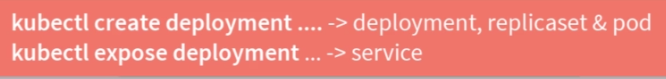 kubectl create deployment .... -> deployment, replicaset & pod
kubectl expose deployment ... -> service